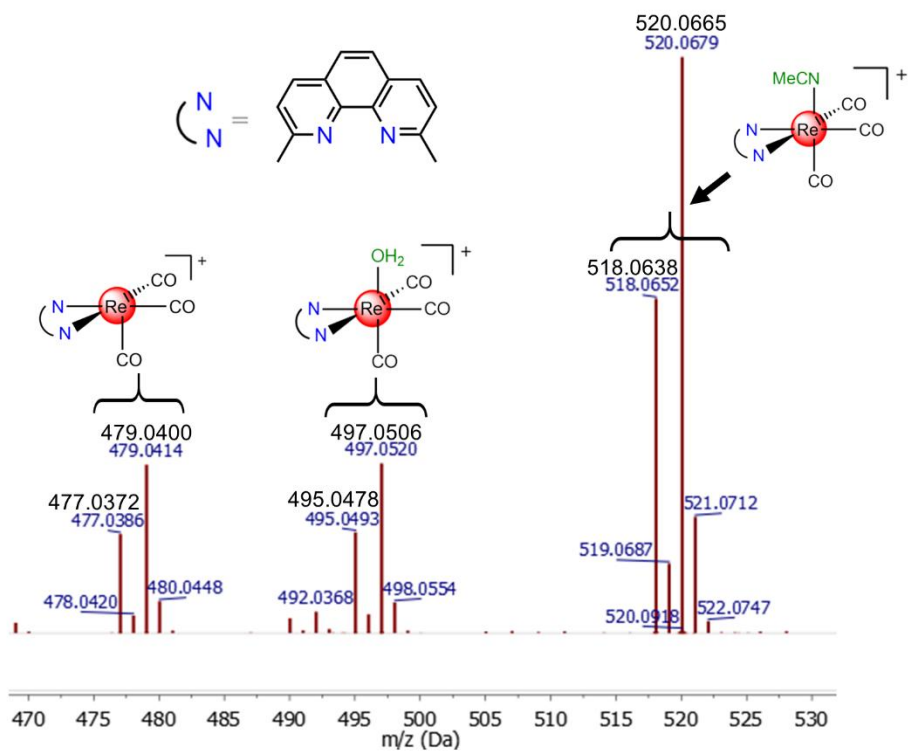 520.0665
520.0679
N
N
=
N
N
MeCN
+
CO
N
Re
CO
N
CO
518.0638
518.0652
OH2
+
CO
N
Re
CO
N
CO
+
CO
N
Re
CO
N
CO
479.0400
479.0414
497.0506
497.0520
477.0372
477.0386
495.0478
495.0493
521.0712
519.0687
478.0420
480.0448
492.0368
498.0554
520.0918
522.0747
470 475 480 485 490 495 500 505 510 515 520 525 530
m/z (Da)